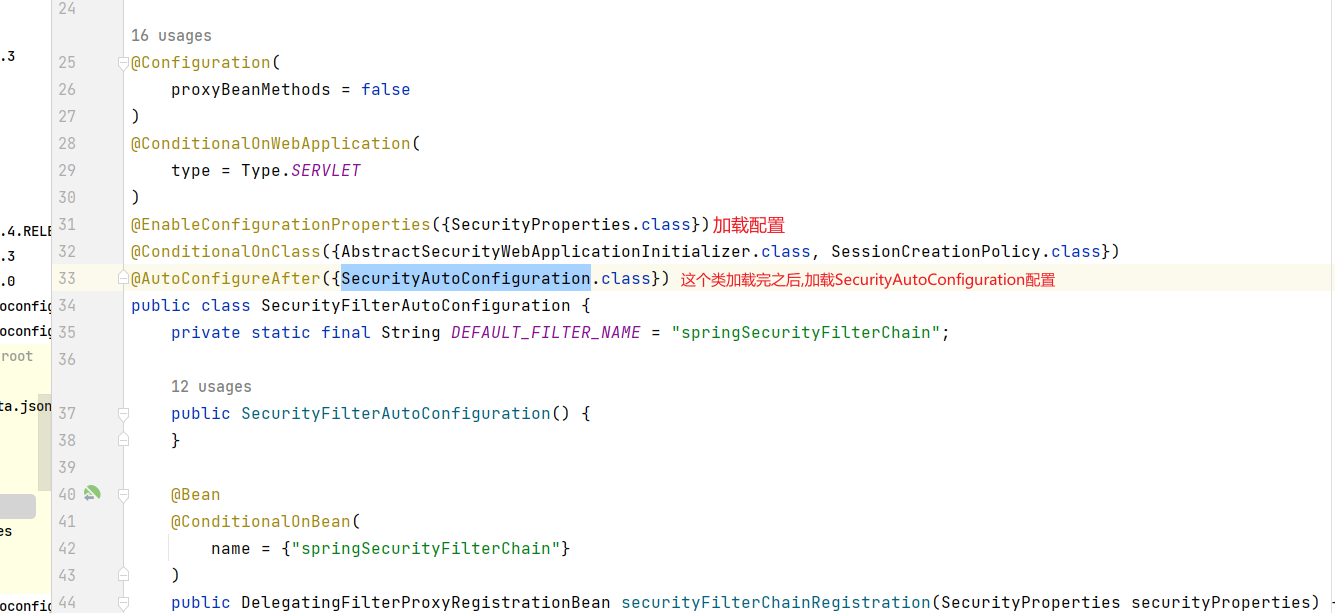 24
16 usages
.3
25 @Configuration(
26 proxyBeanMethods = false
27 )
28 @ConditionalOnWebApplication(
29 type = Type.SERVLET
30 )
.4.RELE
31 @EnableConfigurationProperties({SecurityProperties.class}) 加载配置
.3
32 @ConditionalOnClass({AbstractSecurityWebApplicationInitializer.class, SessionCreationPolicy.class})
.0
33 @AutoConfigureAfter({SecurityAutoConfiguration.class}) 这个类加载完之后,加载SecurityAutoConfiguration配置
oconfig
34 public class SecurityFilterAutoConfiguration {
oconfig
35 private static final String DEFAULT_FILTER_NAME = "springSecurityFilterChain";
root
36
12 usages
ta.json
37 public SecurityFilterAutoConfiguration() {
38 }
39
40 @Bean
41 @ConditionalOnBean(
es
42 name = {"springSecurityFilterChain"}
43 )
oconfig
44 public DelegatingFilterProxyRegistrationBean securityFilterChainRegistration(SecurityProperties securityProperties)